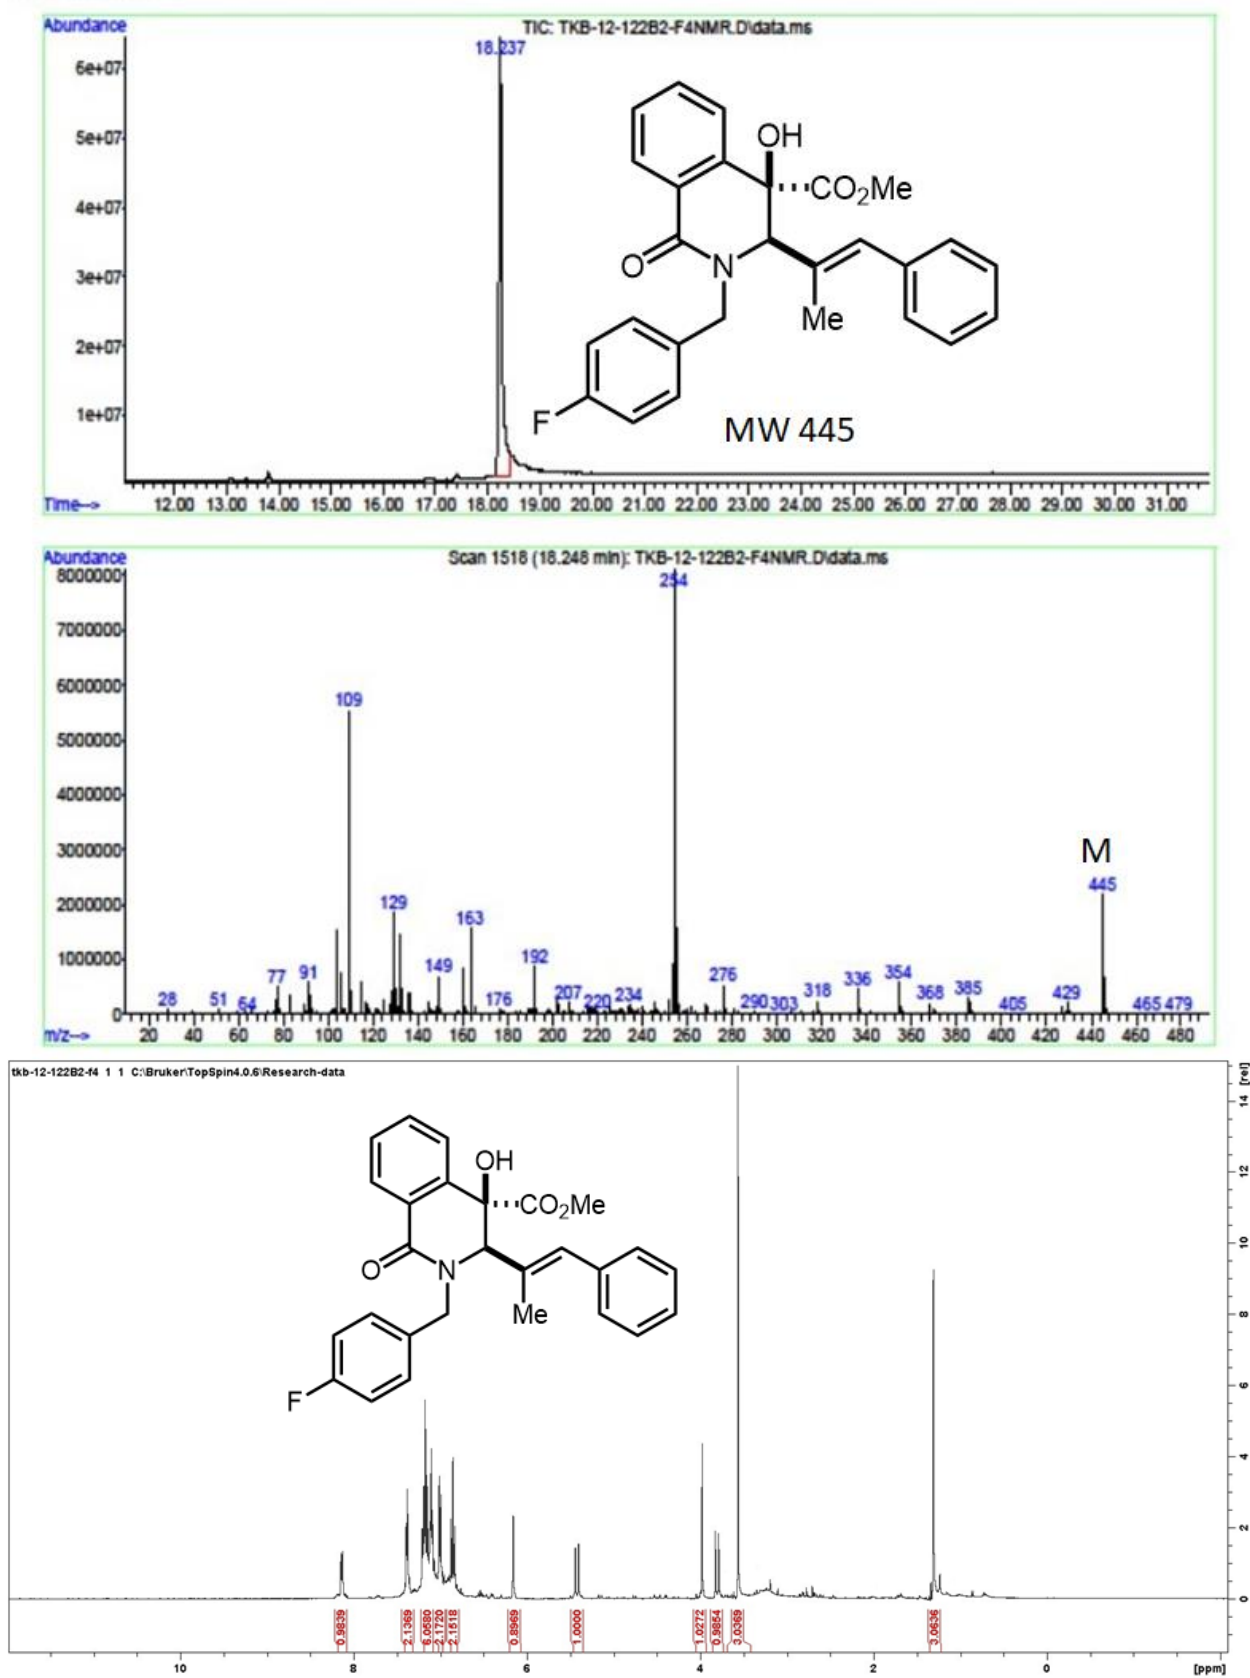 Abundance
TIC: TKB-12-122B2-F4NMR.D\data.ms
18.237
6e+07
5e+07
4e+07
3e+07
2e+07
1e+07
OH
CO2Me
O
N
Me
F
MW 445
Time-->
12.00 13.00 14.00 15.00 16.00 17.00 18.00 19.00 20.00 21.00 22.00 23.00 24.00 25.00 26.00 27.00 28.00 29.00 30.00 31.00
Abundance
Scan 1518 (18.248 min): TKB-12-122B2-F4NMR.D\data.ms
8000000
7000000
6000000
5000000
4000000
3000000
2000000
1000000
0
254
109
M
445
129
163
192
149
77
91
276
354
336
385
28
51
64
176
207
220
234
290
303
318
368
405
429
465
479
m/z-->
20 40 60 80 100 120 140 160 180 200 220 240 260 280 300 320 340 360 380 400 420 440 460 480
tkb-12-122B2-f4 1 1 C:\Bruker\TopSpin4.0.6\Research-data
[rel]
14
12
10
8
6
4
2
0
OH
CO2Me
O
N
Me
F
0.9839
2.1369
6.0580
2.1720
2.1518
0.8969
1.0000
1.0272
0.9854
3.0369
3.0636
10 8 6 4 2 0 [ppm]